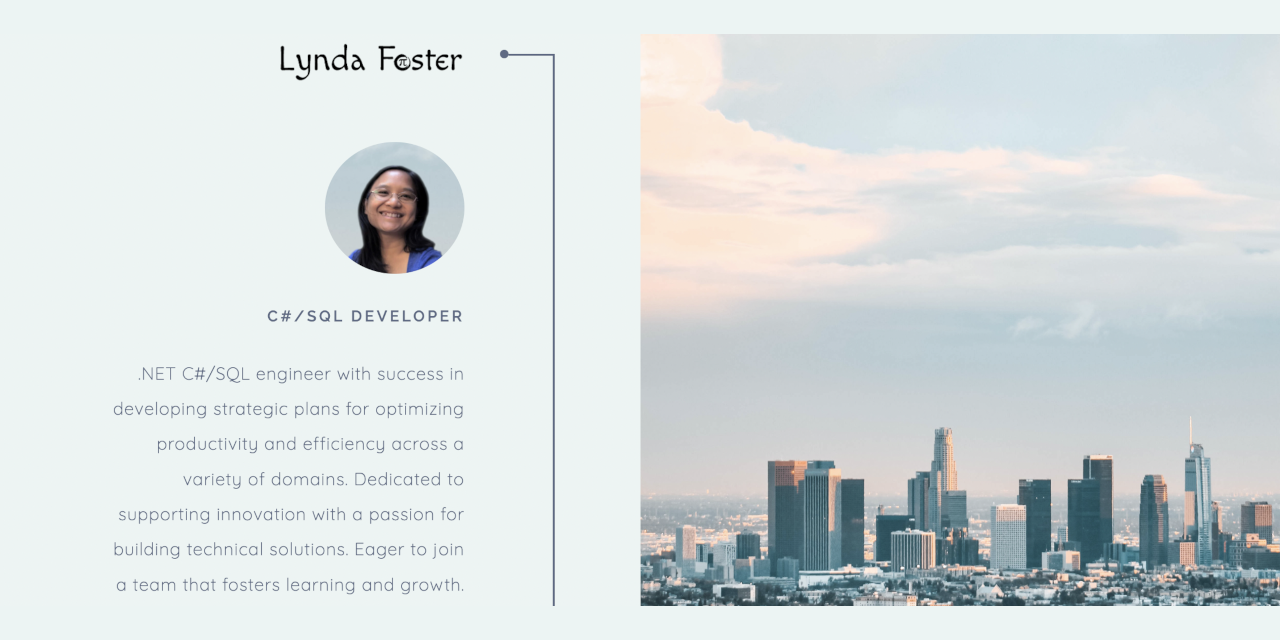 Lynda Foster
C#/SQL DEVELOPER
.NET C#/SQL engineer with success in
developing strategic plans for optimizing
productivity and efficiency across a
variety of domains. Dedicated to
supporting innovation with a passion for
building technical solutions. Eager to join
a team that fosters learning and growth.